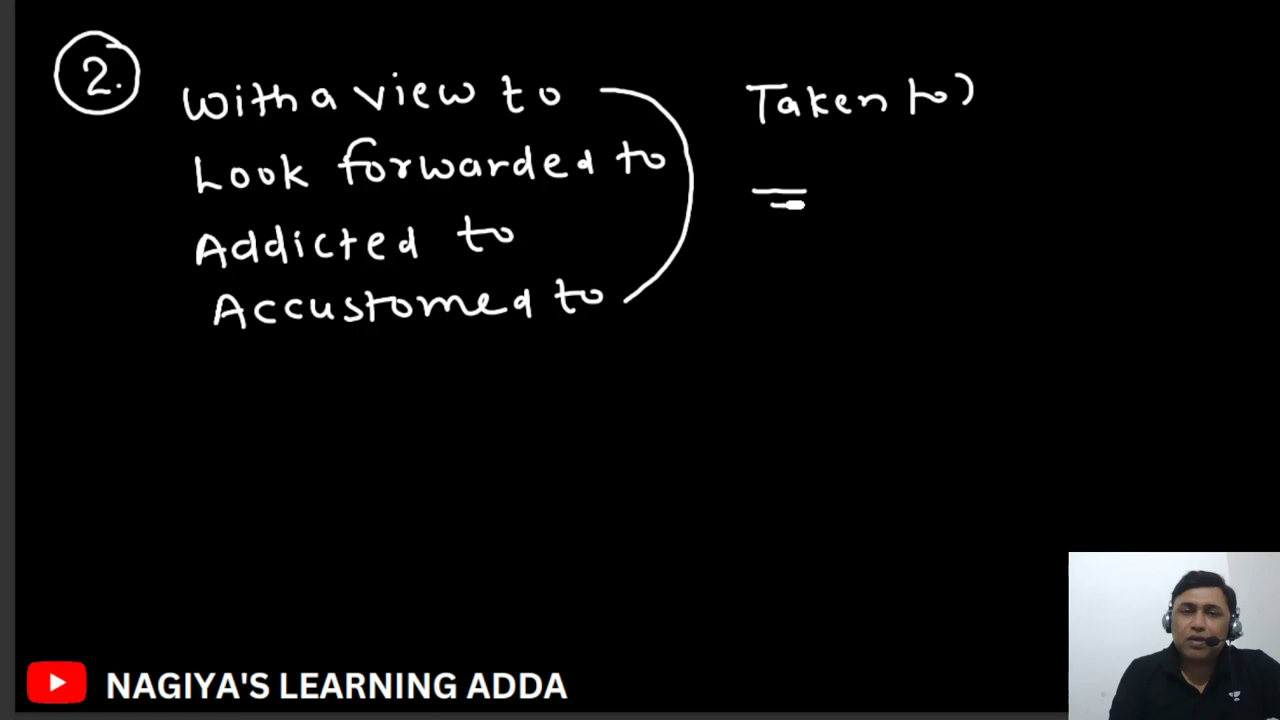 2.
With a view to
Look forwarded to
Addicted to
Accustomed to
Taken to)
NAGIYA'S LEARNING ADDA